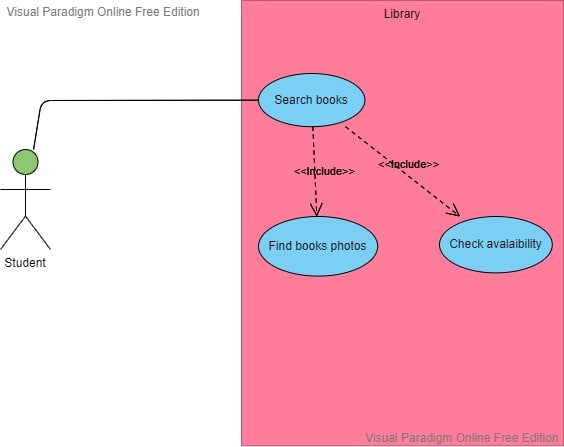 Visual Paradigm Online Free Edition
Library
Search books
<<Include>>
<<Include>>
Find books photos
Check avalaibility
Student
Visual Paradigm Online Free Edition